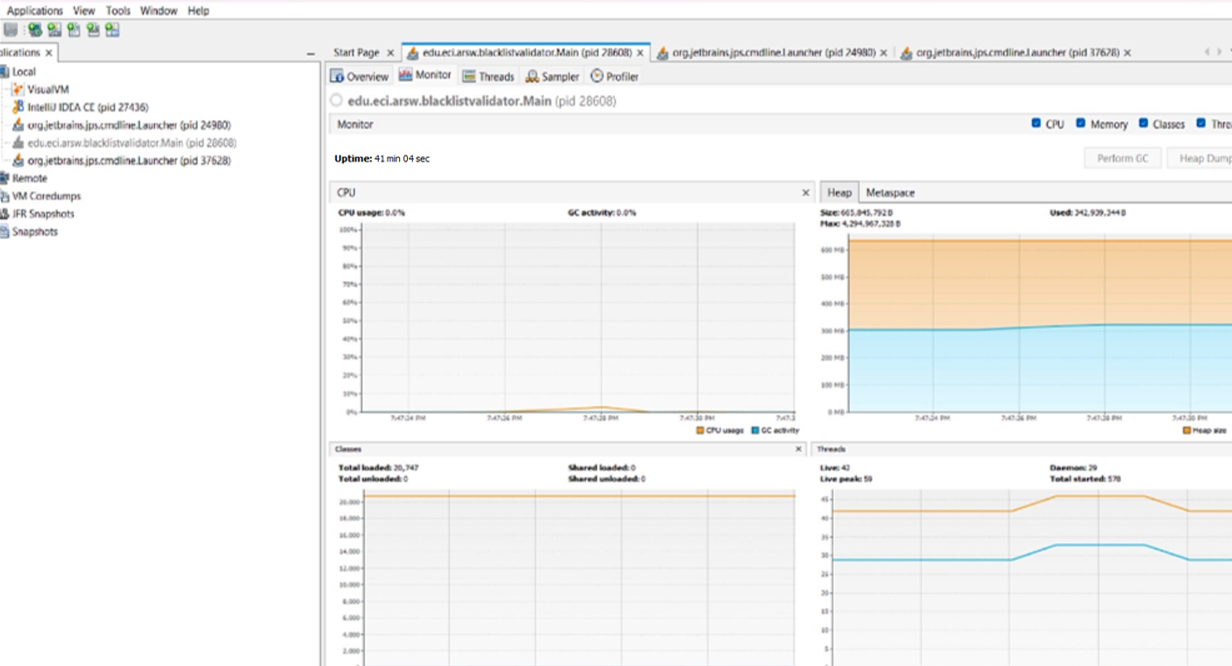 Applications View Tools Window Help
plications ×
Local
VisualVM
IntelliJ IDEA CE (pid 27436)
org.jetbrains.jps.cmdline.Launcher (pid 24980)
edu.eci.arsw.blacklistvalidator.Main (pid 28608)
org.jetbrains.jps.cmdline.Launcher (pid 37628)
Remote
VM Coredumps
JFR Snapshots
Snapshots
Start Page × edu.eci.arsw.blacklistvalidator.Main (pid 28608) × org.jetbrains.jps.cmdline.Launcher (pid 24980) × org.jetbrains.jps.cmdline.Launcher (pid 37628) ×
Overview Monitor Threads Sampler Profiler
edu.eci.arsw.blacklistvalidator.Main (pid 28608)
Monitor CPU Memory Classes Thre
Uptime: 41 min 04 sec Perform GC Heap Dump
CPU ×
CPU usage: 0.0% GC activity: 0.0%
100%
90%
80%
70%
60%
50%
40%
30%
20%
10%
0%
7:47:24 PM 7:47:26 PM 7:47:28 PM 7:47:30 PM 7:47:3
CPU usage GC activity
Heap Metaspace
Size: 665,845,792 B Used: 342,939,344 B
Max: 4,294,967,328 B
600 MB
500 MB
400 MB
300 MB
200 MB
100 MB
0 MB
7:47:24 PM 7:47:26 PM 7:47:28 PM 7:47:30 PM
Heap size
Classes ×
Total loaded: 20,747 Shared loaded: 0
Total unloaded: 0 Shared unloaded: 0
20,000
18,000
16,000
14,000
12,000
10,000
8,000
6,000
4,000
2,000
Threads
Live: 42 Daemon: 29
Live peak: 59 Total started: 578
45
40
35
30
25
20
15
10
5